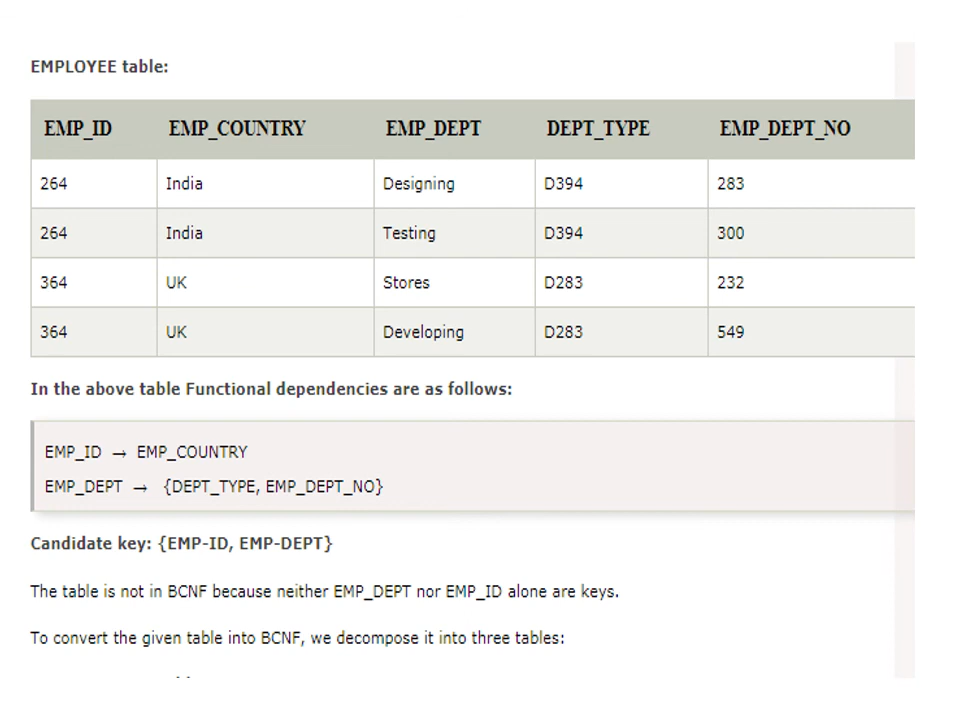 EMPLOYEE table:
EMP_ID EMP_COUNTRY EMP_DEPT DEPT_TYPE EMP_DEPT_NO
264 India Designing D394 283
264 India Testing D394 300
364 UK Stores D283 232
364 UK Developing D283 549
In the above table Functional dependencies are as follows:
EMP_ID → EMP_COUNTRY
EMP_DEPT → {DEPT_TYPE, EMP_DEPT_NO}
Candidate key: {EMP-ID, EMP-DEPT}
The table is not in BCNF because neither EMP_DEPT nor EMP_ID alone are keys.
To convert the given table into BCNF, we decompose it into three tables: